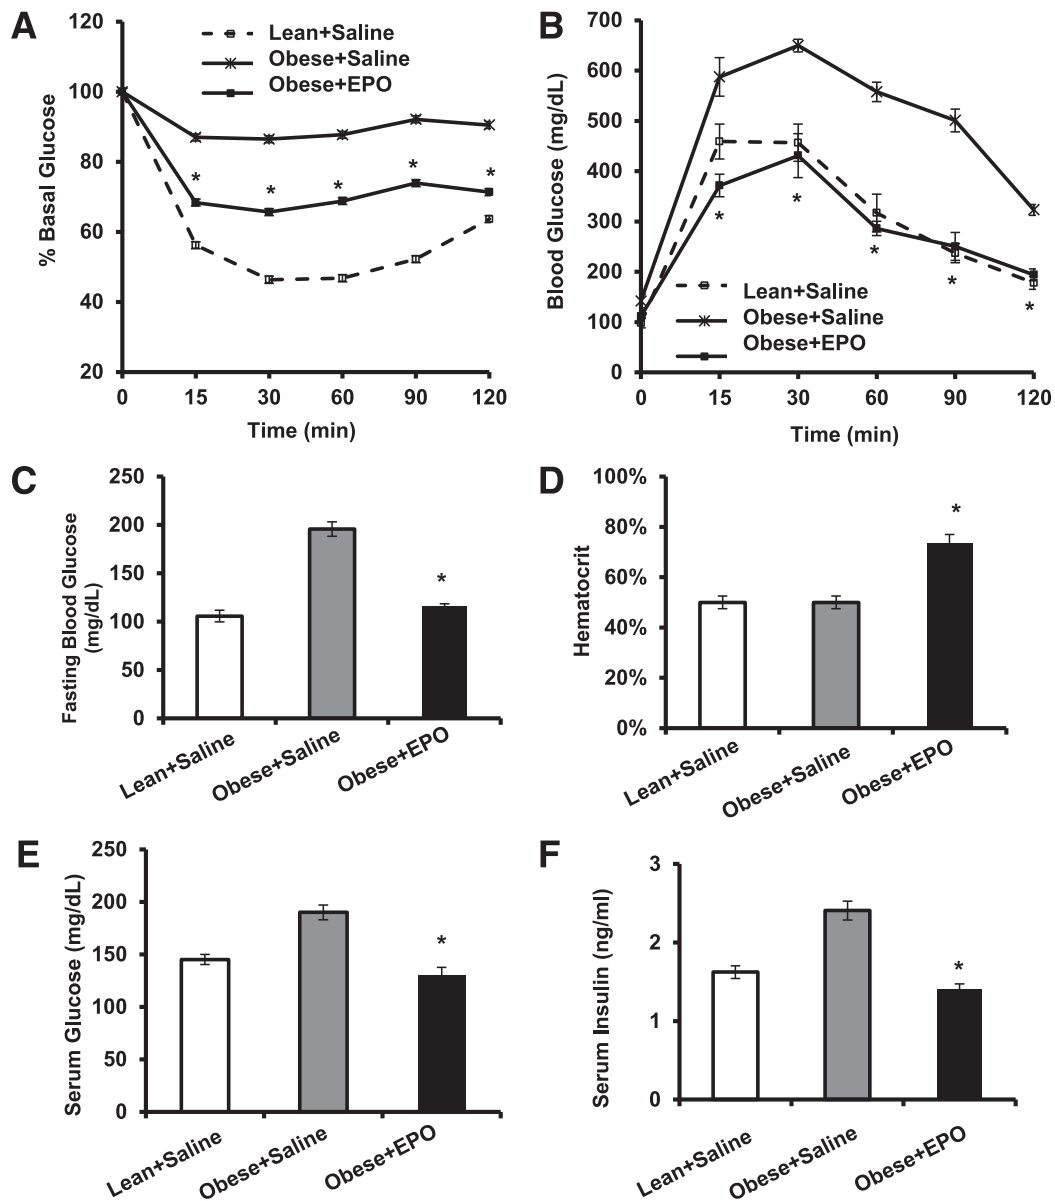 A
120
100
80
60
40
20
% Basal Glucose
Lean+Saline
Obese+Saline
Obese+EPO
*
*
*
*
*
0 15 30 60 90 120
Time (min)
B
700
600
500
400
300
200
100
0
Blood Glucose (mg/dL)
*
*
*
*
*
Lean+Saline
Obese+Saline
Obese+EPO
0 15 30 60 90 120
Time (min)
C
250
200
150
100
50
0
Fasting Blood Glucose
(mg/dL)
*
Lean+Saline
Obese+Saline
Obese+EPO
D
100%
80%
60%
40%
20%
0%
Hematocrit
*
Lean+Saline
Obese+Saline
Obese+EPO
E
250
200
150
100
50
0
Serum Glucose (mg/dL)
*
Lean+Saline
Obese+Saline
Obese+EPO
F
3
2
1
0
Serum Insulin (ng/ml)
*
Lean+Saline
Obese+Saline
Obese+EPO